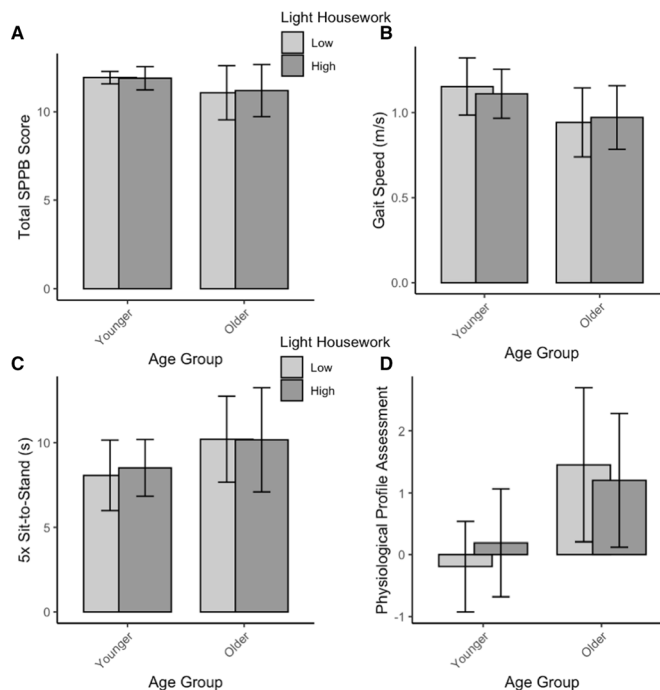 Light Housework
Low
High
A
Total SPPB Score
10
5
0
Younger
Older
Age Group
B
Gait Speed (m/s)
1.0
0.5
0.0
Younger
Older
Age Group
Light Housework
Low
High
C
5x Sit-to-Stand (s)
10
5
0
Younger
Older
Age Group
D
Physiological Profile Assessment
2
1
0
-1
Younger
Older
Age Group